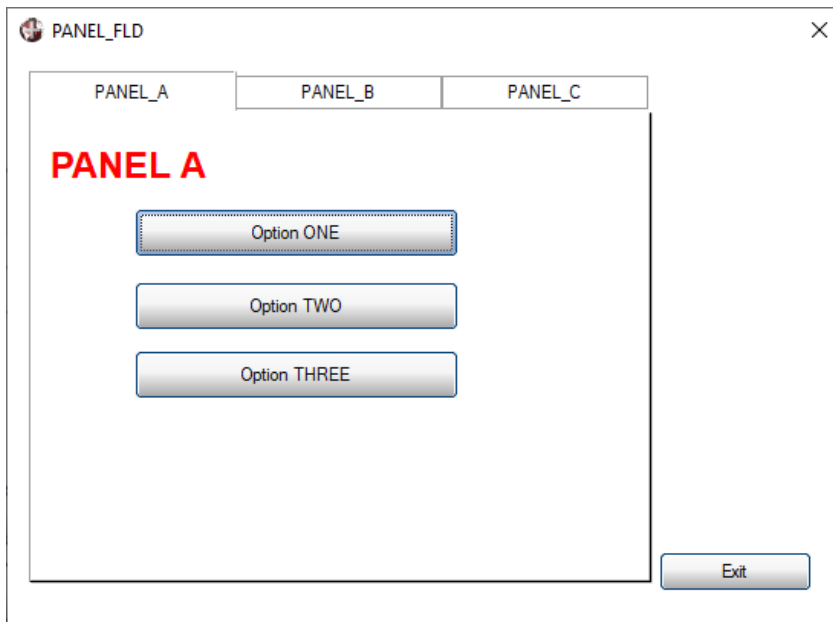 PANEL_FLD
PANEL_A PANEL_B PANEL_C
PANEL A
Option ONE
Option TWO
Option THREE
Exit